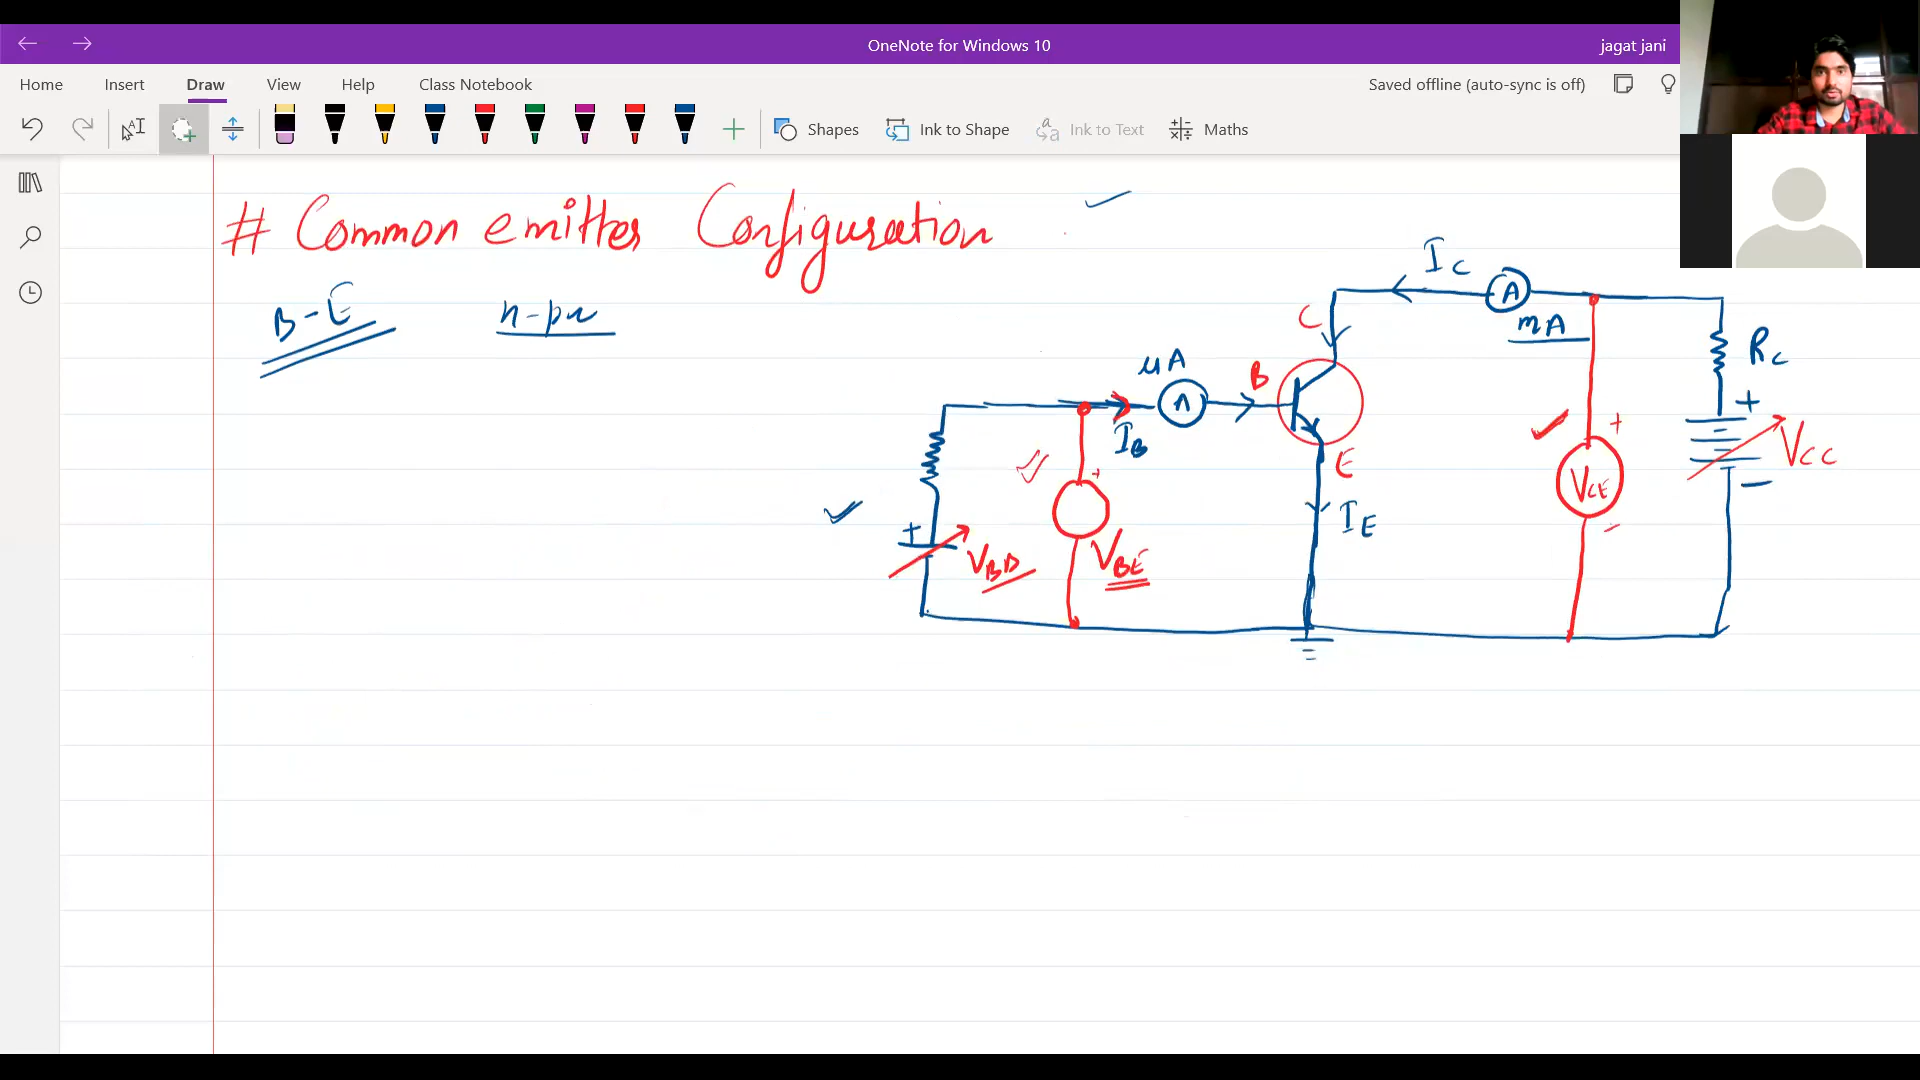 OneNote for Windows 10
jagat jani
Home Insert Draw View Help Class Notebook
Saved offline (auto-sync is off)
Shapes Ink to Shape Ink to Text Maths
# Common emitter Configuration
B-E n-pn
IC
A
mA
C
RC
μA
A
B
IB
E
IE
+
VBB
+
VBE
+
VCE
-
+
VCC
-